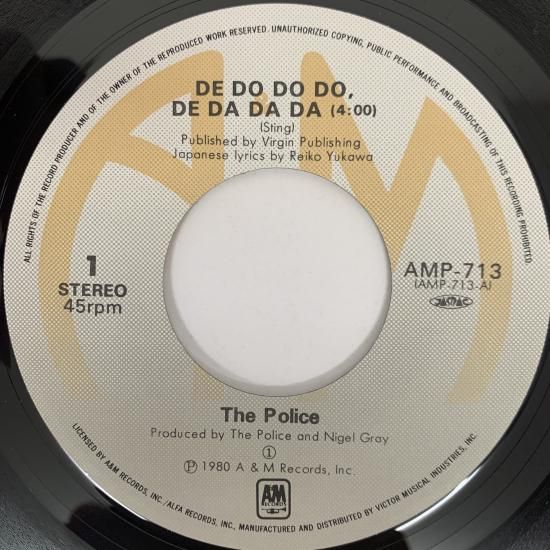 ALL RIGHTS OF THE RECORD PRODUCER AND OF THE OWNER OF THE REPRODUCED WORK RESERVED. UNAUTHORIZED COPYING, PUBLIC PERFORMANCE AND BROADCASTING OF THIS RECORDING PROHIBITED.
DE DO DO DO,
DE DA DA DA (4:00)
(Sting)
Published by Virgin Publishing
Japanese lyrics by Reiko Yukawa
1
STEREO
45rpm
AMP-713
(AMP-713-A)
JASRAC
The Police
Produced by The Police and Nigel Gray
①
Ⓟ 1980 A & M Records, Inc.
A&M
RECORDS
LICENSED BY A&M RECORDS, INC./ALFA RECORDS, INC., MANUFACTURED AND DISTRIBUTED BY VICTOR MUSICAL INDUSTRIES, INC.